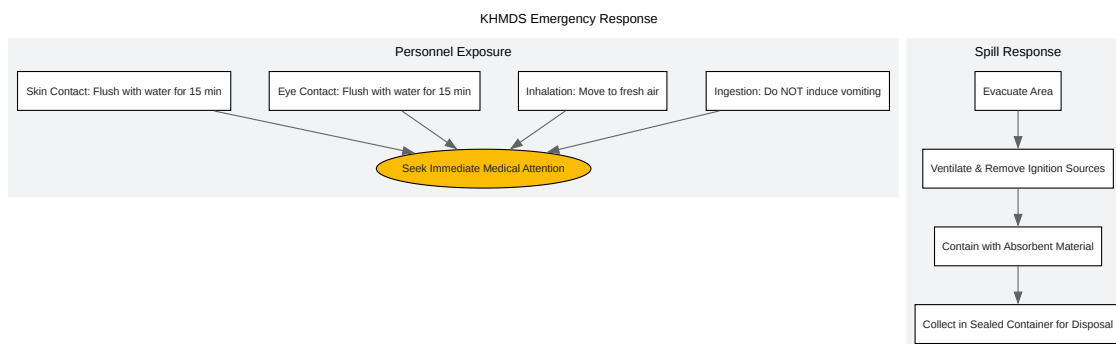 KHMDS Emergency Response
Personnel Exposure
Skin Contact: Flush with water for 15 min
Eye Contact: Flush with water for 15 min
Inhalation: Move to fresh air
Ingestion: Do NOT induce vomiting
Seek Immediate Medical Attention
Spill Response
Evacuate Area
Ventilate & Remove Ignition Sources
Contain with Absorbent Material
Collect in Sealed Container for Disposal